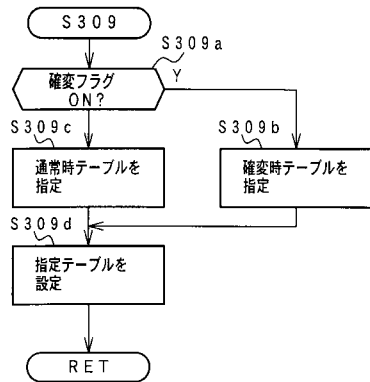 S309
S309a
確変フラグ
ON?
Y
S309c
S309b
通常時テーブルを
指定
確変時テーブルを
指定
S309d
指定テーブルを
設定
RET